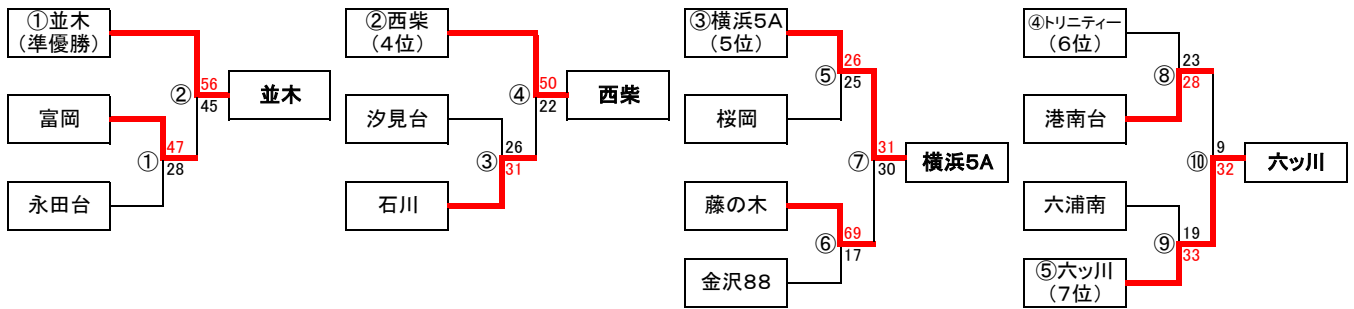 ①並木
(準優勝)
富岡
永田台
②
56
45
並木
①
47
28
②西柴
(4位)
汐見台
石川
④
50
22
西柴
③
26
31
③横浜5A
(5位)
桜岡
藤の木
金沢88
⑤
26
25
⑦
31
30
横浜5A
⑥
69
17
④トリニティー
(6位)
港南台
六浦南
⑤六ッ川
(7位)
⑧
23
28
⑩
9
32
六ッ川
⑨
19
33